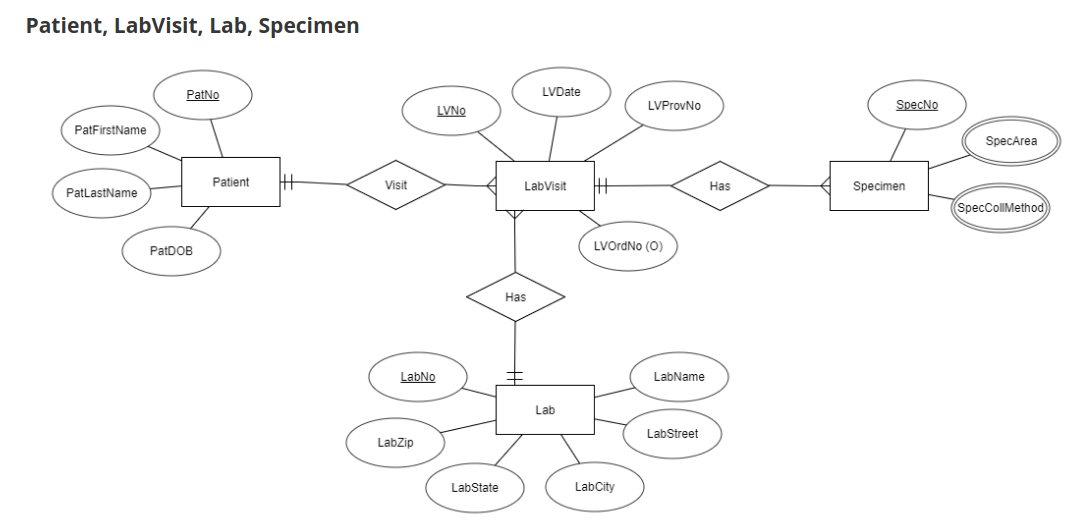 Patient, LabVisit, Lab, Specimen
PatNo
PatFirstName
PatLastName
PatDOB
Patient
Visit
LVNo
LVDate
LVProvNo
LabVisit
LVOrdNo (O)
Has
SpecNo
SpecArea
SpecCollMethod
Specimen
Has
LabNo
LabName
Lab
LabZip
LabStreet
LabState
LabCity